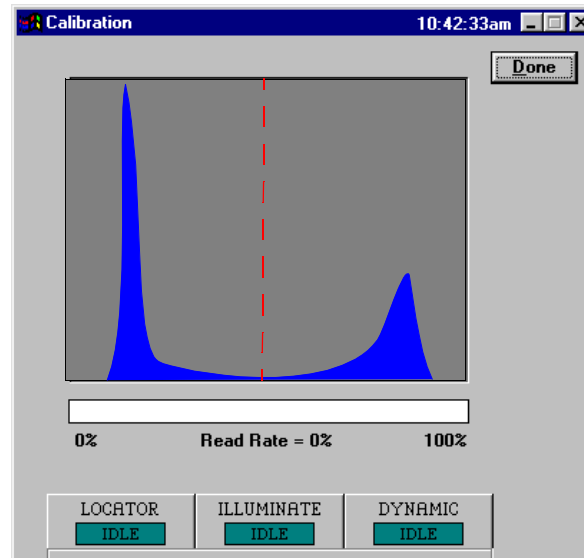 Calibration 10:42:33am
Done
0% Read Rate = 0% 100%
LOCATOR ILLUMINATE DYNAMIC
IDLE IDLE IDLE